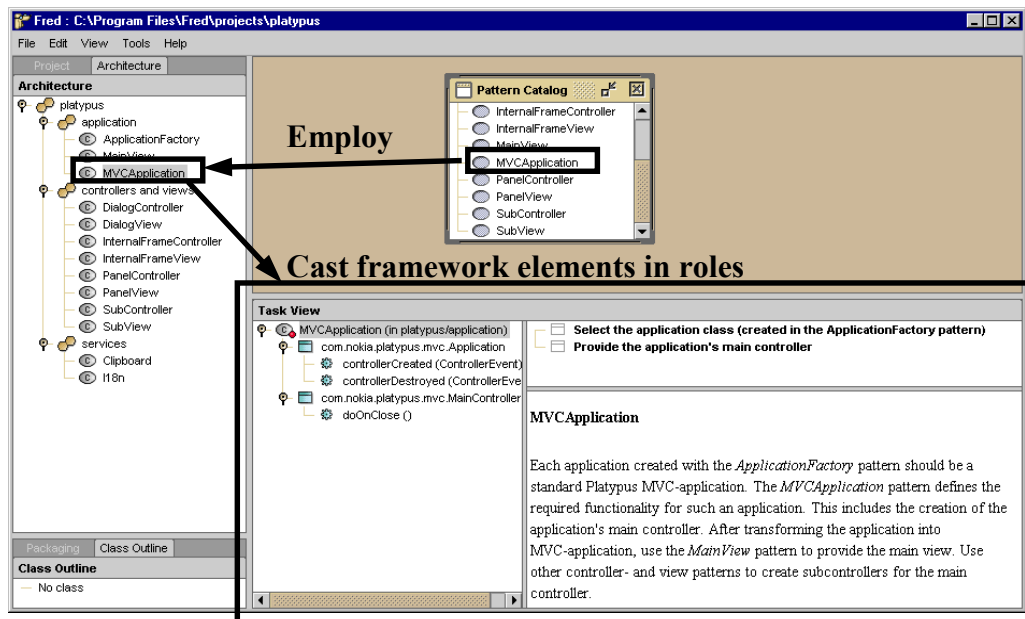 Fred : C:\Program Files\Fred\projects\platypus
File Edit View Tools Help
Project Architecture
Architecture
platypus
application
ApplicationFactory
MainView
MVCApplication
controllers and views
DialogController
DialogView
InternalFrameController
InternalFrameView
PanelController
PanelView
SubController
SubView
services
Clipboard
I18n
Packaging Class Outline
Class Outline
No class
Employ
Pattern Catalog
InternalFrameController
InternalFrameView
MainView
MVCApplication
PanelController
PanelView
SubController
SubView
Cast framework elements in roles
Task View
MVCApplication (in platypus/application)
com.nokia.platypus.mvc.Application
controllerCreated (ControllerEvent)
controllerDestroyed (ControllerEve
com.nokia.platypus.mvc.MainController
doOnClose ()
Select the application class (created in the ApplicationFactory pattern)
Provide the application's main controller
MVCApplication
Each application created with the ApplicationFactory pattern should be a
standard Platypus MVC-application. The MVCApplication pattern defines the
required functionality for such an application. This includes the creation of the
application's main controller. After transforming the application into
MVC-application, use the MainView pattern to provide the main view. Use
other controller- and view patterns to create subcontrollers for the main
controller.